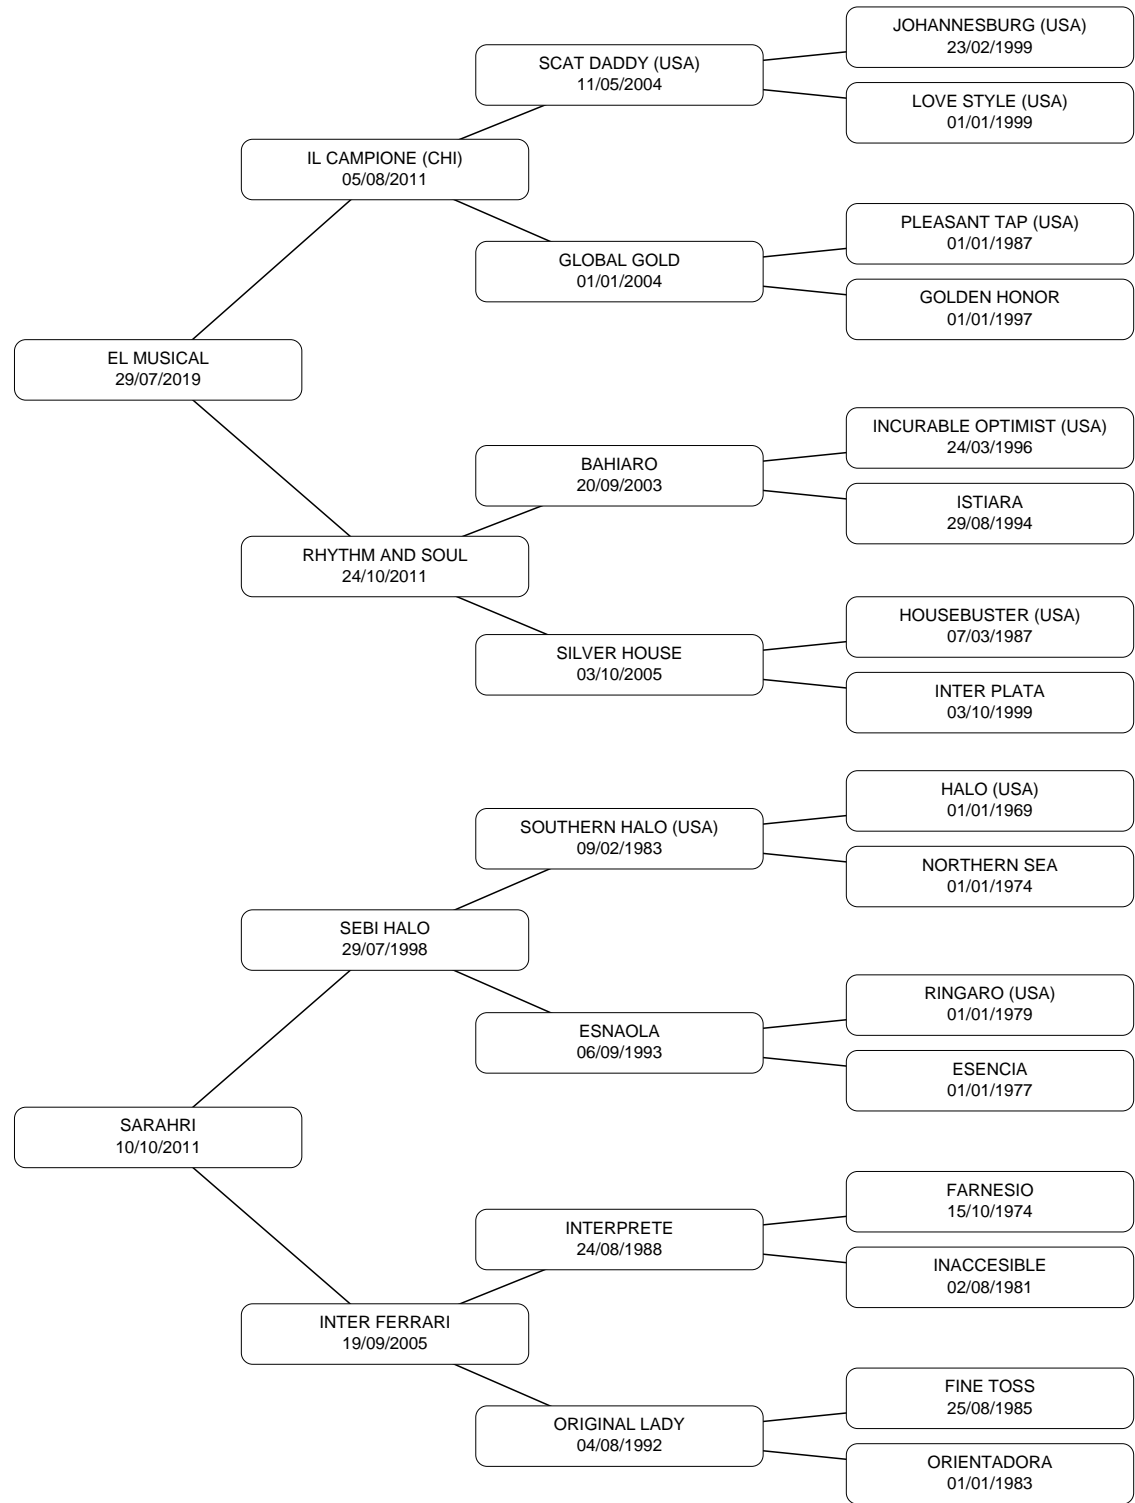 JOHANNESBURG (USA)
23/02/1999
SCAT DADDY (USA)
11/05/2004
LOVE STYLE (USA)
01/01/1999
IL CAMPIONE (CHI)
05/08/2011
PLEASANT TAP (USA)
01/01/1987
GLOBAL GOLD
01/01/2004
GOLDEN HONOR
01/01/1997
EL MUSICAL
29/07/2019
INCURABLE OPTIMIST (USA)
24/03/1996
BAHIARO
20/09/2003
ISTIARA
29/08/1994
RHYTHM AND SOUL
24/10/2011
HOUSEBUSTER (USA)
07/03/1987
SILVER HOUSE
03/10/2005
INTER PLATA
03/10/1999
HALO (USA)
01/01/1969
SOUTHERN HALO (USA)
09/02/1983
NORTHERN SEA
01/01/1974
SEBI HALO
29/07/1998
RINGARO (USA)
01/01/1979
ESNAOLA
06/09/1993
ESENCIA
01/01/1977
SARAHRI
10/10/2011
FARNESIO
15/10/1974
INTERPRETE
24/08/1988
INACCESIBLE
02/08/1981
INTER FERRARI
19/09/2005
FINE TOSS
25/08/1985
ORIGINAL LADY
04/08/1992
ORIENTADORA
01/01/1983